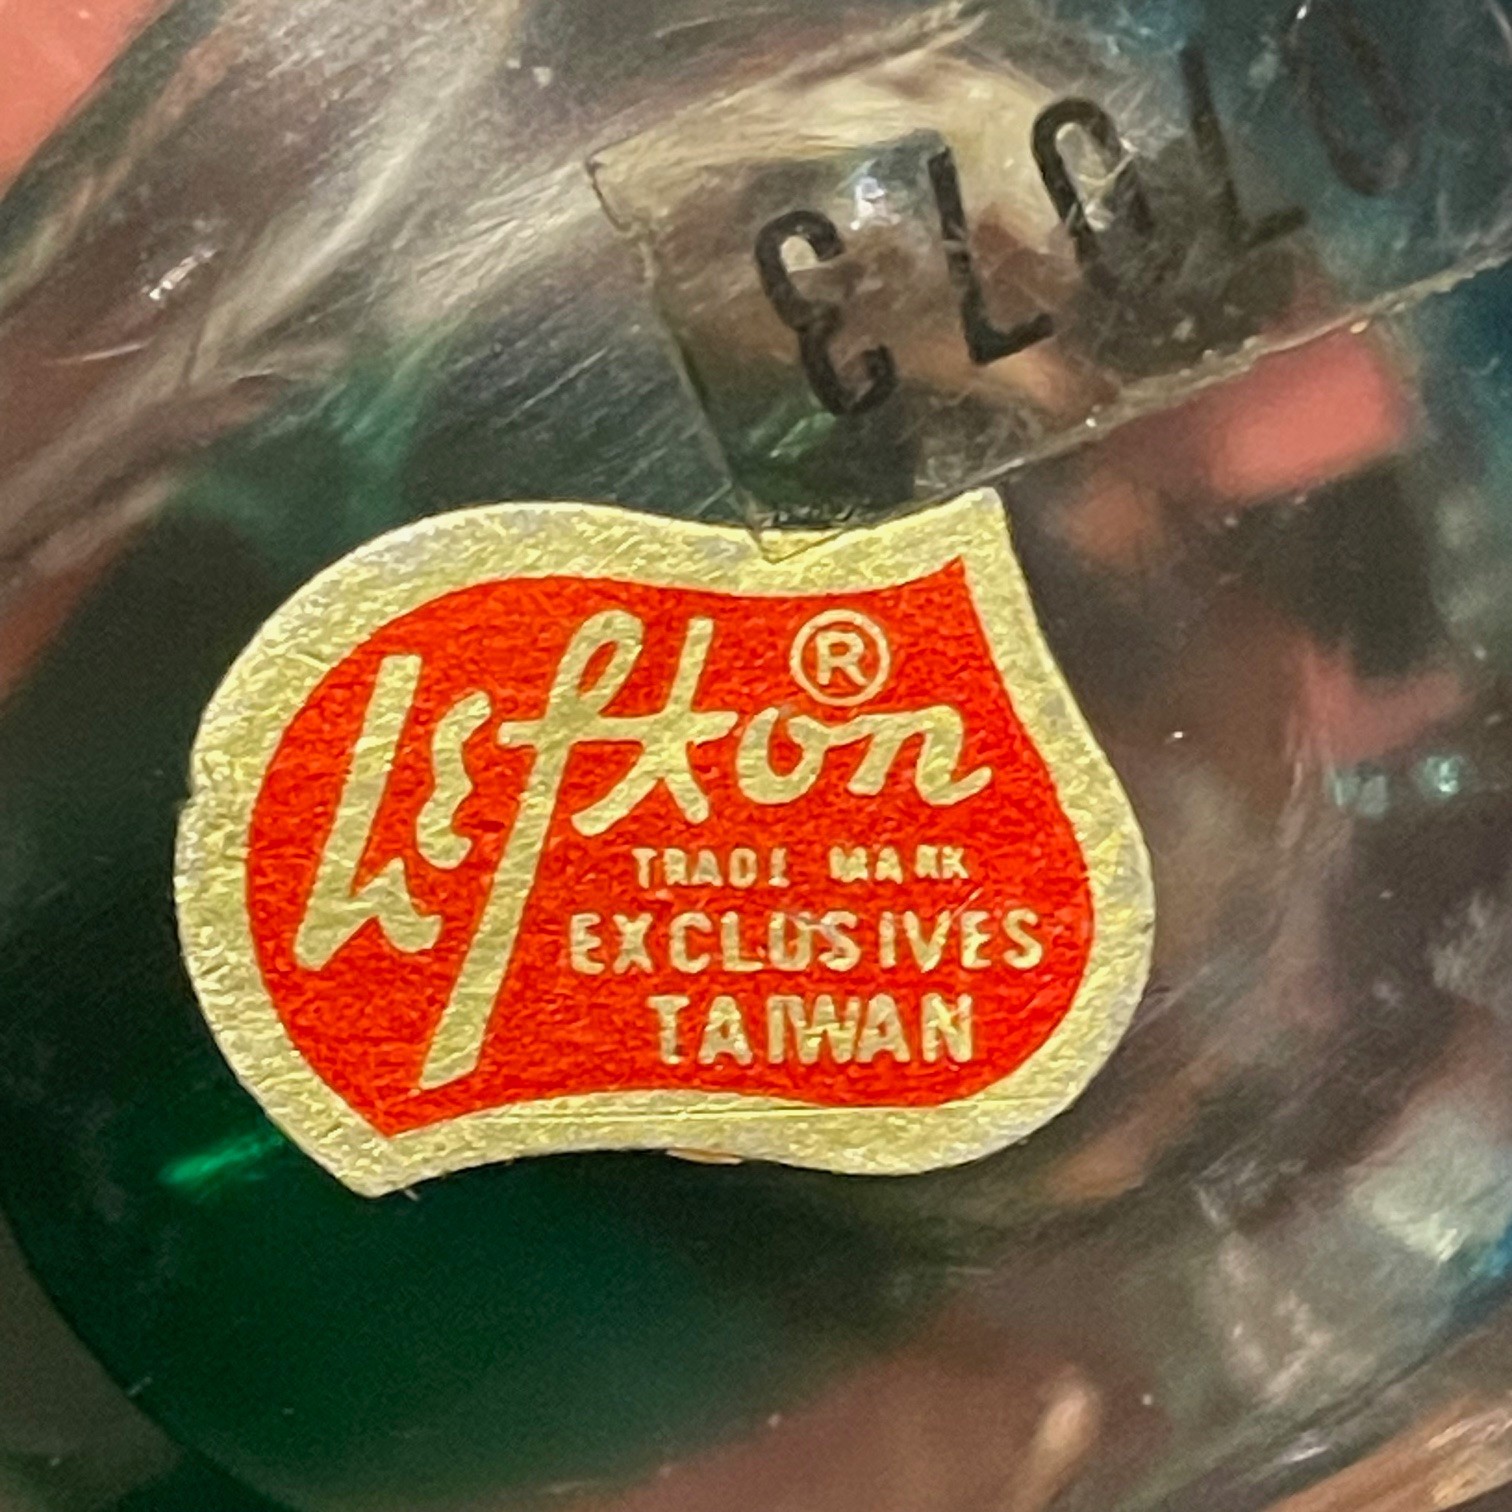 Lefton ®
TRADE MARK
EXCLUSIVES
TAIWAN